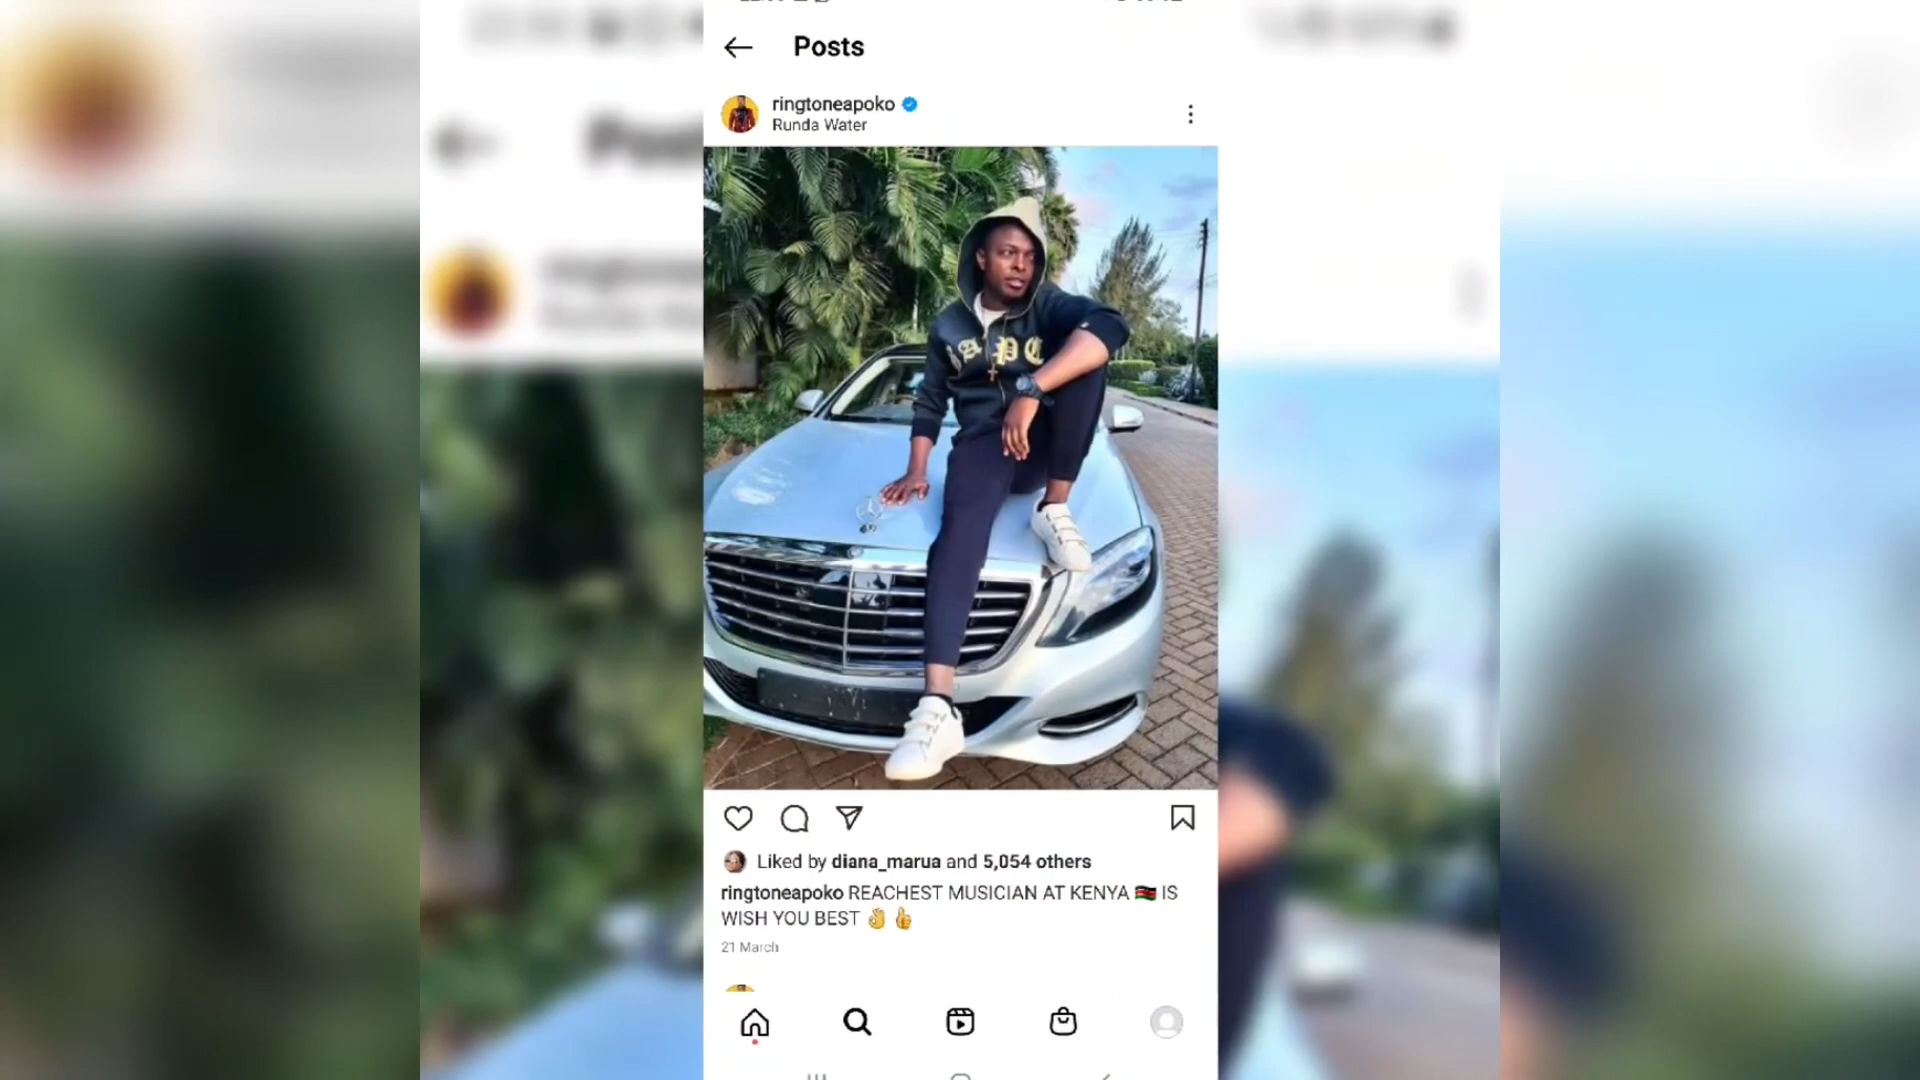 Posts
ringtoneapoko
Runda Water
APC
Liked by diana_marua and 5,054 others
ringtoneapoko REACHEST MUSICIAN AT KENYA 🇰🇪 IS
WISH YOU BEST 👌 👍
21 March